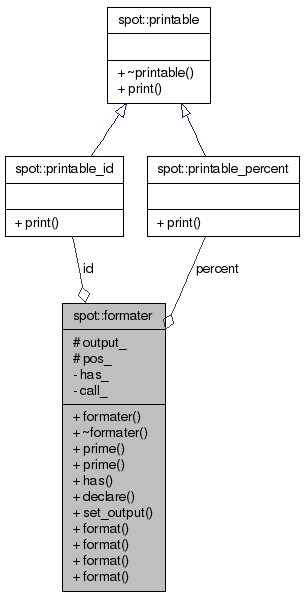 spot::printable
+ ~printable()
+ print()
spot::printable_id
+ print()
spot::printable_percent
+ print()
id
percent
spot::formater
# output_
# pos_
- has_
- call_
+ formater()
+ ~formater()
+ prime()
+ prime()
+ has()
+ declare()
+ set_output()
+ format()
+ format()
+ format()
+ format()